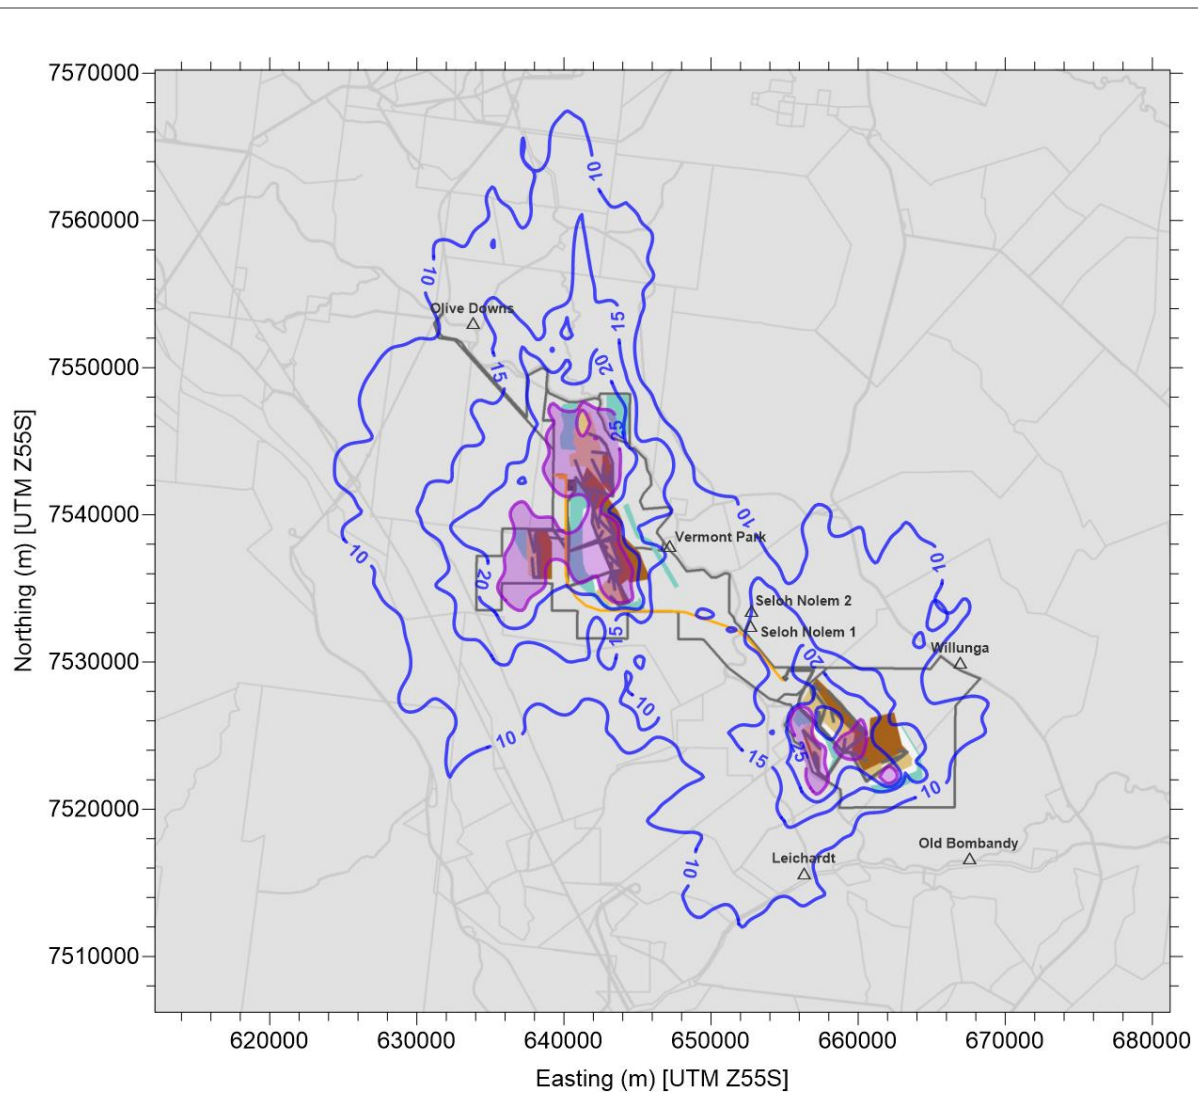 7570000
10
7560000
10
Olive Downs
15
7550000
20
15
25
7540000
10
Vermont Park
10
10
20
Seloh Nolem 2
15
Seloh Nolem 1
7530000
20
Willunga
10
10
25
15
10
7520000
Old Bombandy
10
Leichardt
7510000
620000 630000 640000 650000 660000 670000 680000
Northing (m) [UTM Z55S]
Easting (m) [UTM Z55S]